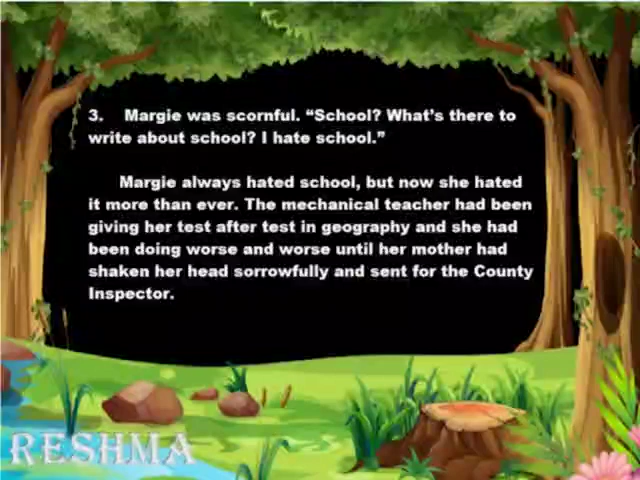 3. Margie was scornful. “School? What’s there to
write about school? I hate school.”
Margie always hated school, but now she hated
it more than ever. The mechanical teacher had been
giving her test after test in geography and she had
been doing worse and worse until her mother had
shaken her head sorrowfully and sent for the County
Inspector.
RESHMA